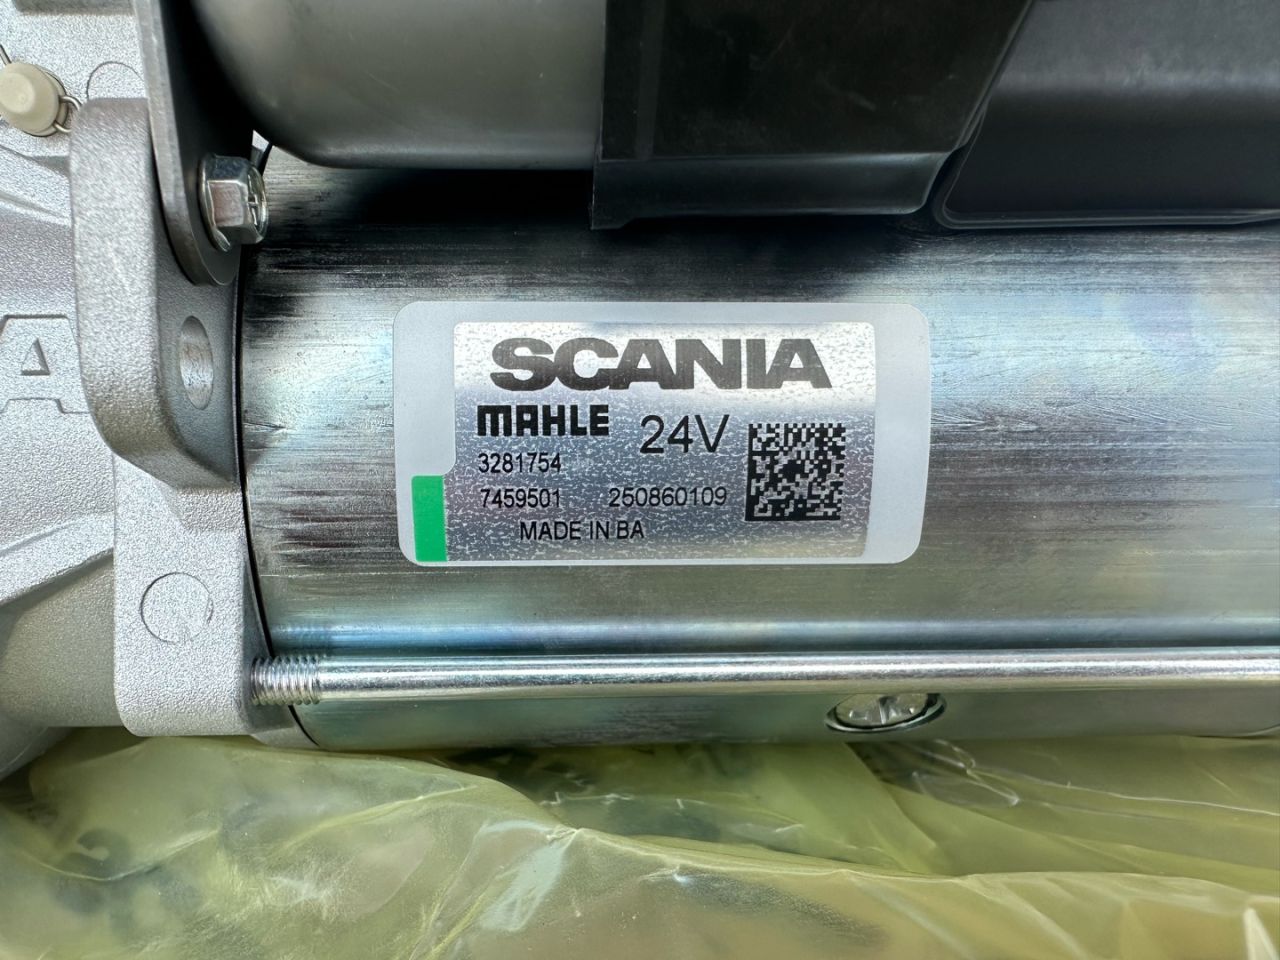 SCANIA
MAHLE 24V
3281754
7459501 250860109
MADE IN BA
A